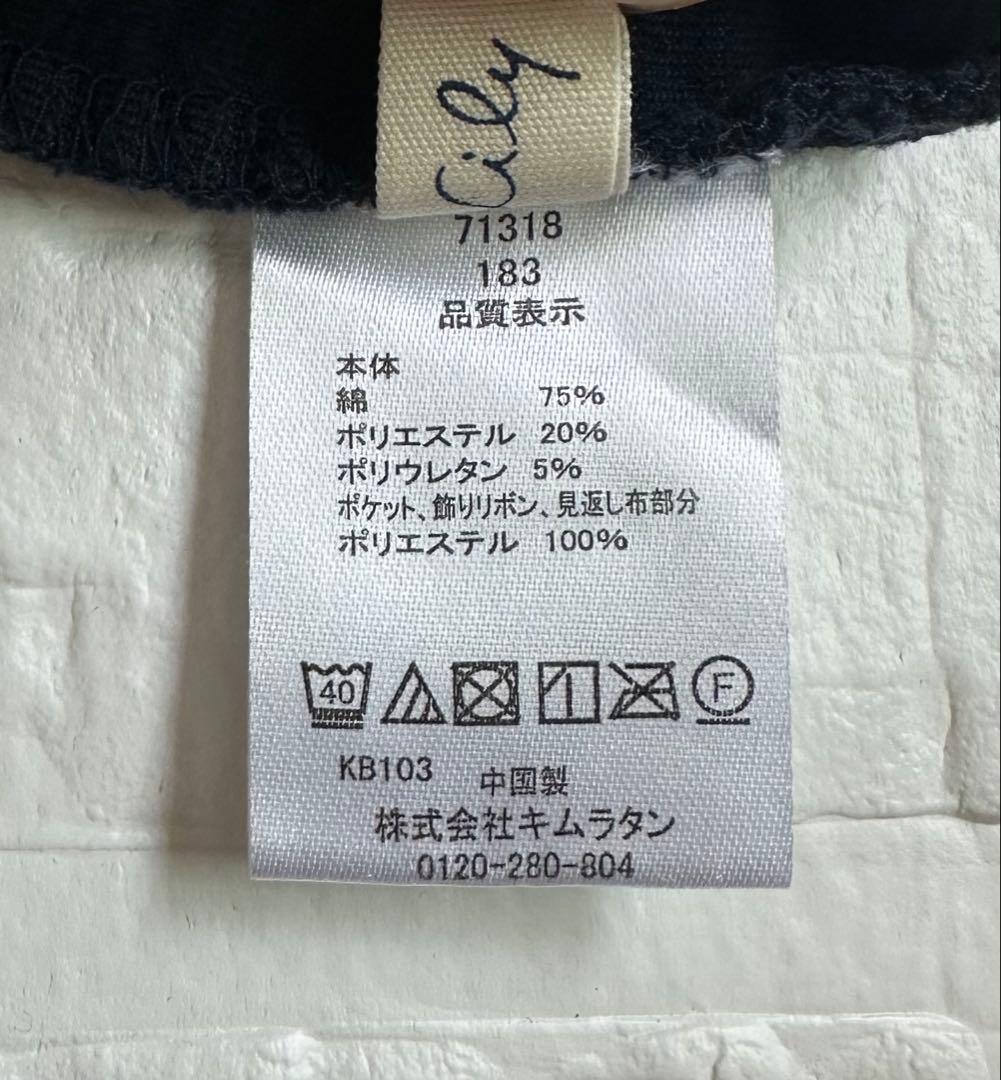 Cily
71318
183
品質表示
本体
綿 75%
ポリエステル 20%
ポリウレタン 5%
ポケット、飾りリボン、見返し布部分
ポリエステル 100%
40 F
KB103 中国製
株式会社キムラタン
0120-280-804